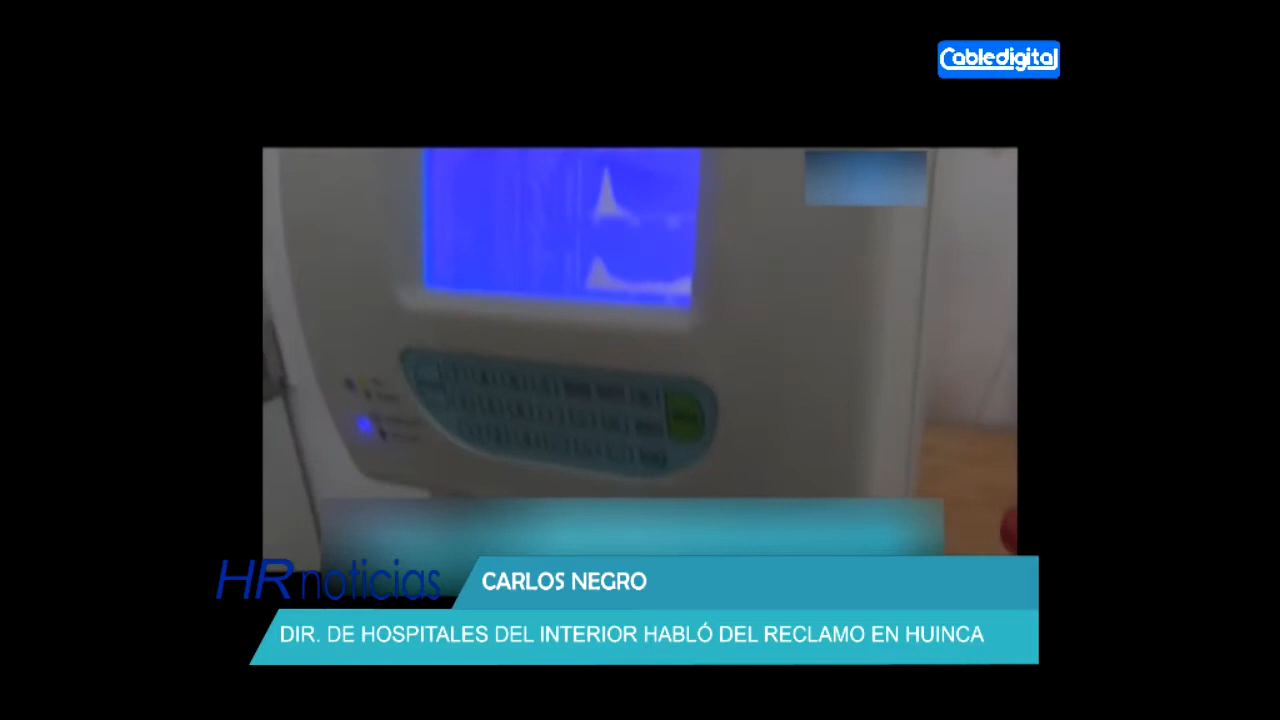 Cabledigital
HRnoticias
CARLOS NEGRO
DIR. DE HOSPITALES DEL INTERIOR HABLÓ DEL RECLAMO EN HUINCA